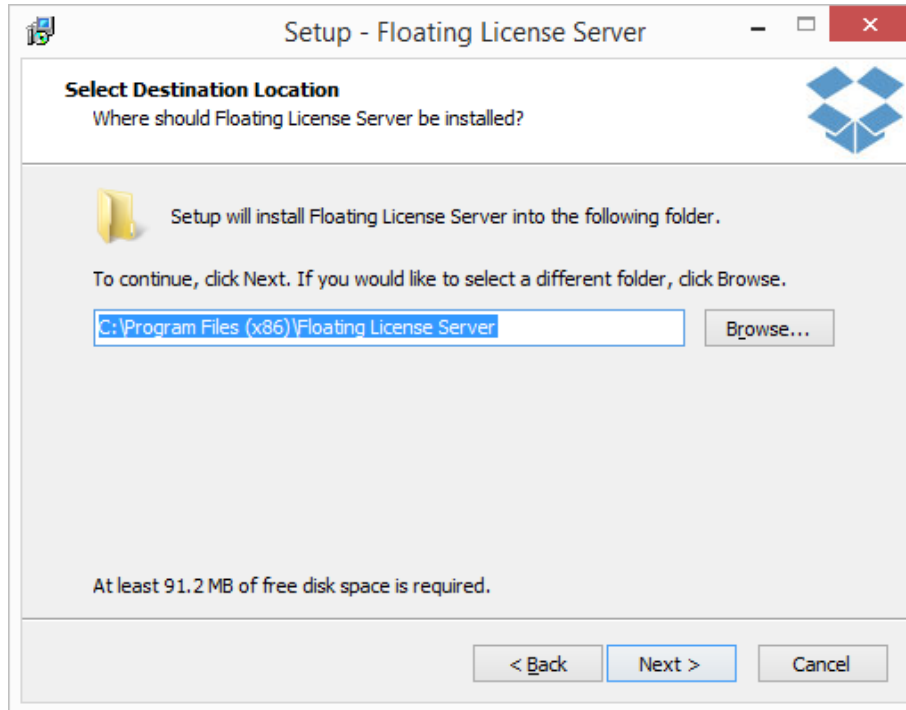 Setup - Floating License Server
Select Destination Location
Where should Floating License Server be installed?
Setup will install Floating License Server into the following folder.
To continue, click Next. If you would like to select a different folder, click Browse.
C:\Program Files (x86)\Floating License Server
Browse...
At least 91.2 MB of free disk space is required.
< Back Next > Cancel